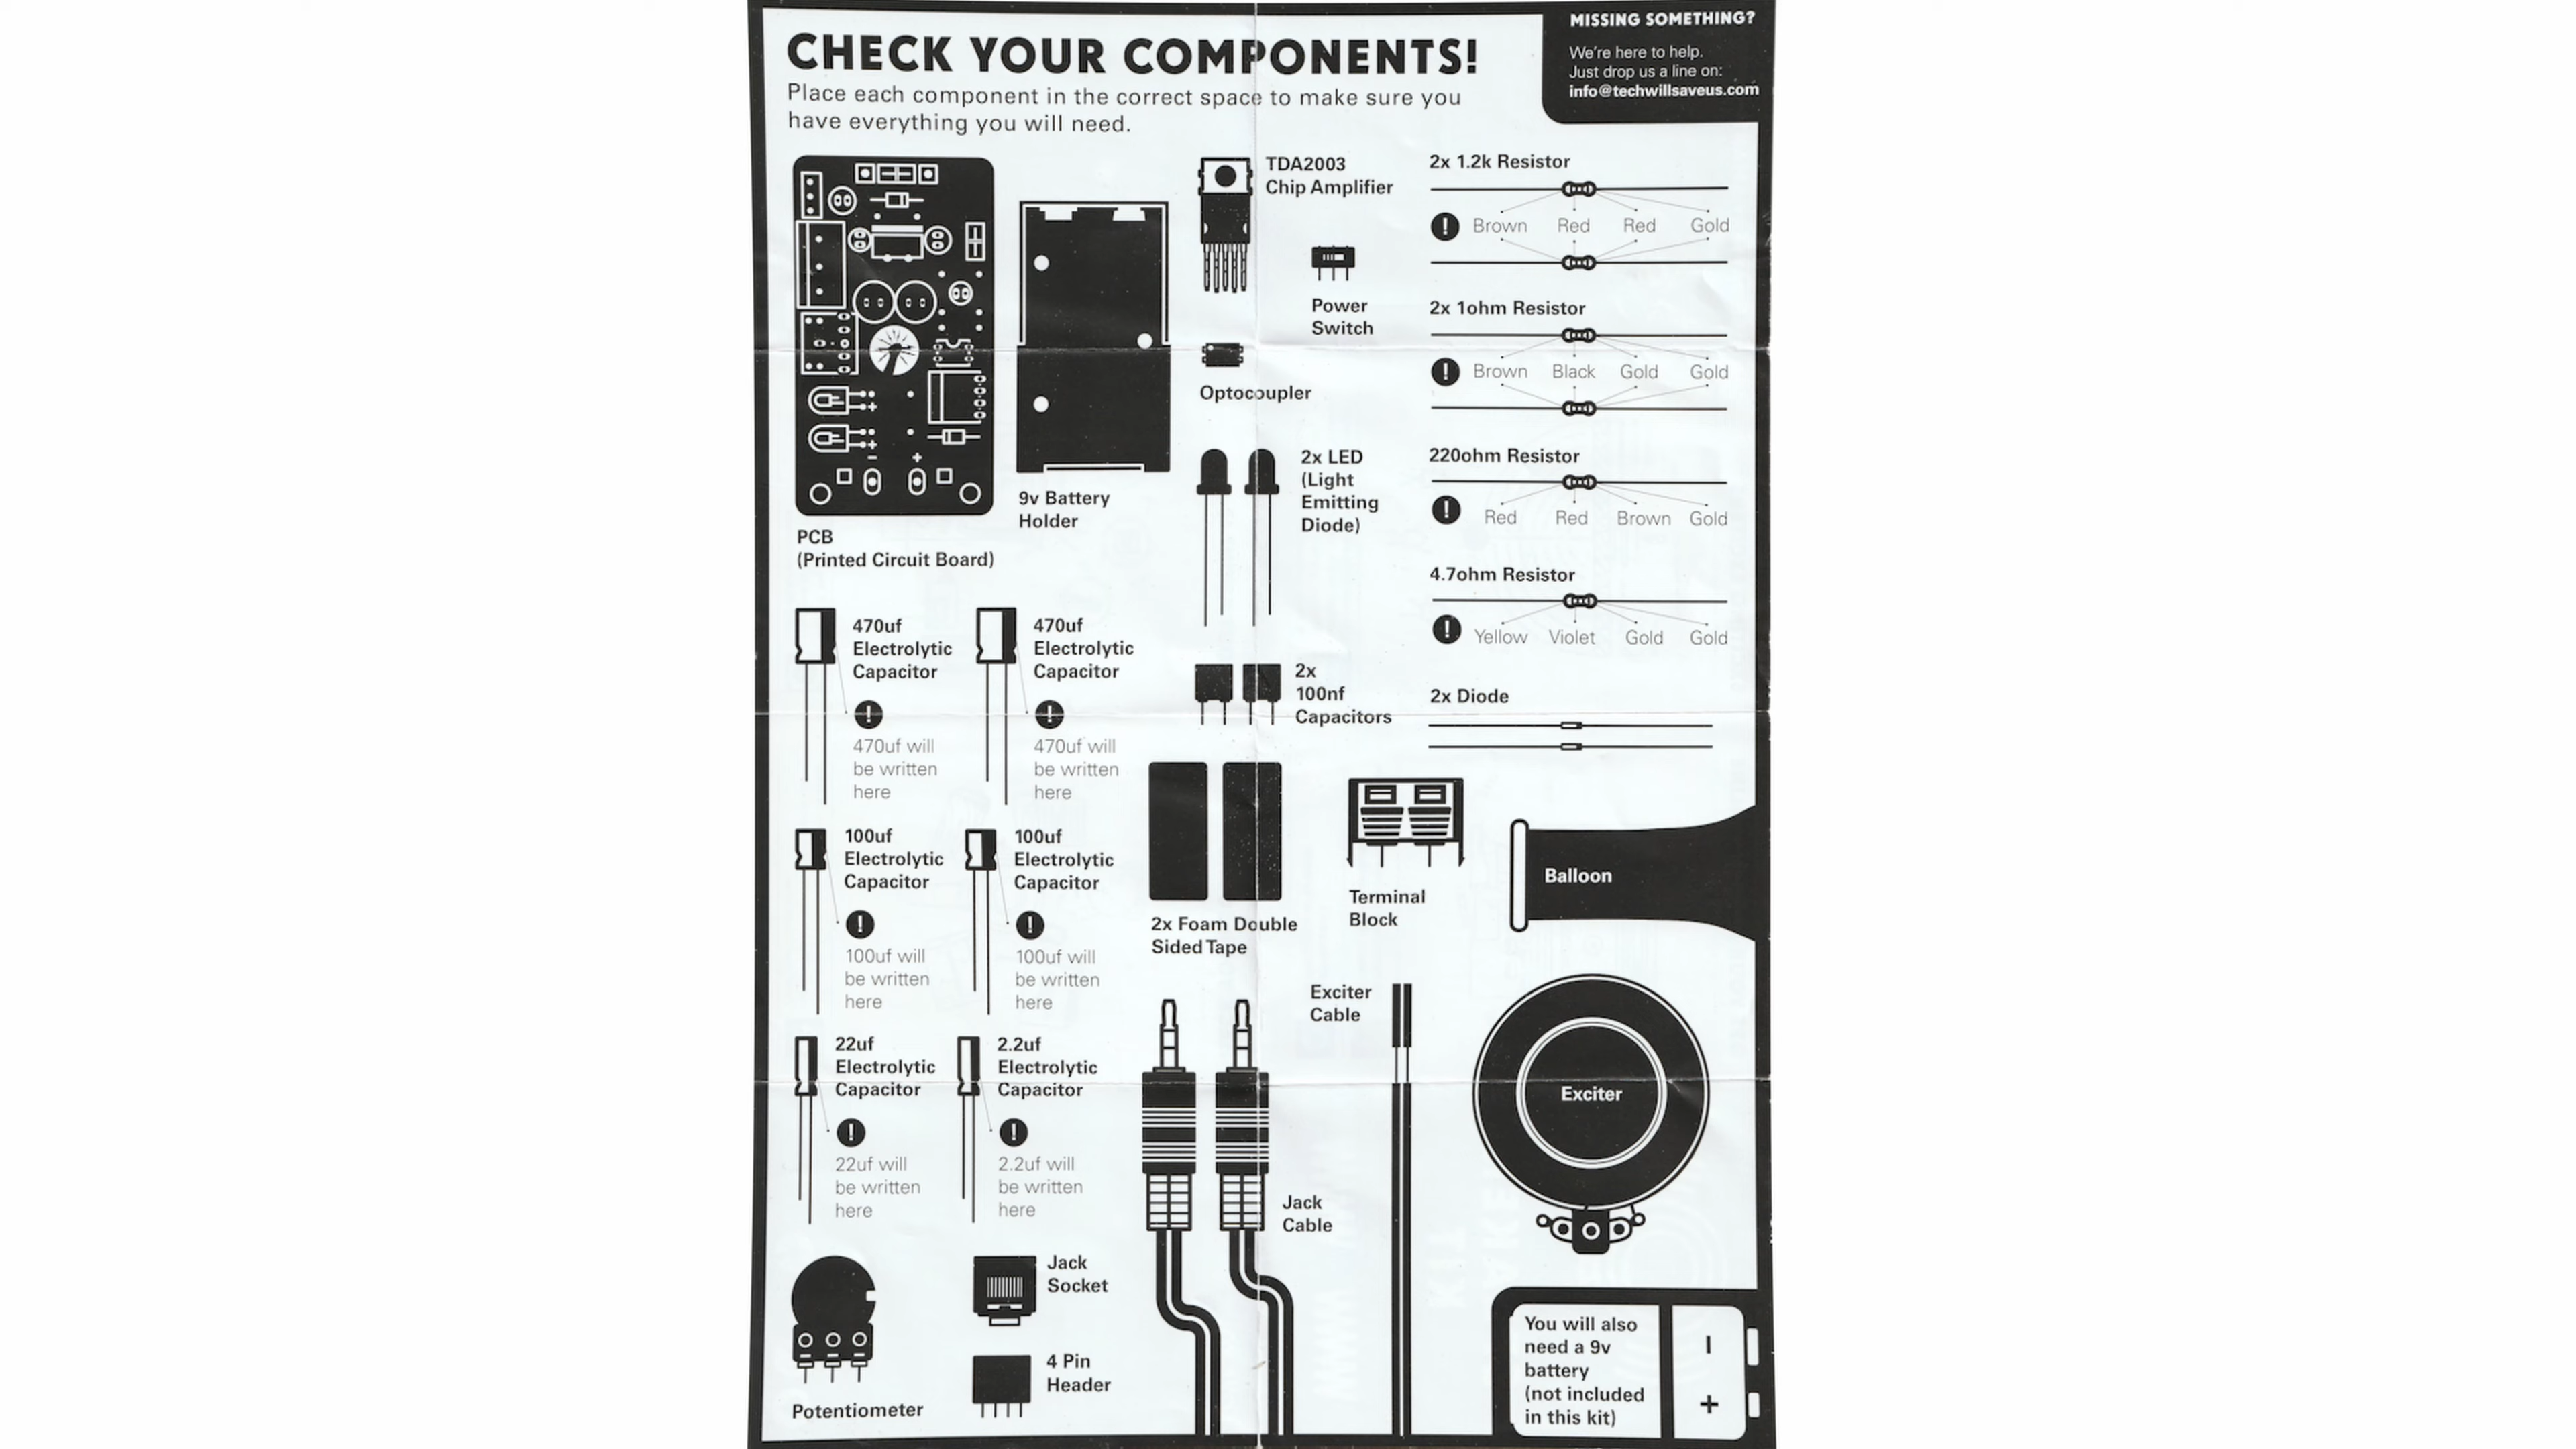 CHECK YOUR COMPONENTS!
Place each component in the correct space to make sure you
have everything you will need.
MISSING SOMETHING?
We're here to help.
Just drop us a line on:
info@techwillsaveus.com
PCB
(Printed Circuit Board)
9v Battery
Holder
TDA2003
Chip Amplifier
Power
Switch
Optocoupler
2x LED
(Light
Emitting
Diode)
2x 1.2k Resistor
! Brown Red Red Gold
2x 1ohm Resistor
! Brown Black Gold Gold
220ohm Resistor
! Red Red Brown Gold
4.7ohm Resistor
! Yellow Violet Gold Gold
2x Diode
470uf
Electrolytic
Capacitor
!
470uf will
be written
here
470uf
Electrolytic
Capacitor
!
470uf will
be written
here
2x
100nf
Capacitors
100uf
Electrolytic
Capacitor
!
100uf will
be written
here
100uf
Electrolytic
Capacitor
!
100uf will
be written
here
2x Foam Double
Sided Tape
Terminal
Block
Balloon
22uf
Electrolytic
Capacitor
!
22uf will
be written
here
2.2uf
Electrolytic
Capacitor
!
2.2uf will
be written
here
Exciter
Cable
Exciter
Jack
Cable
Potentiometer
Jack
Socket
4 Pin
Header
You will also
need a 9v
battery
(not included
in this kit)